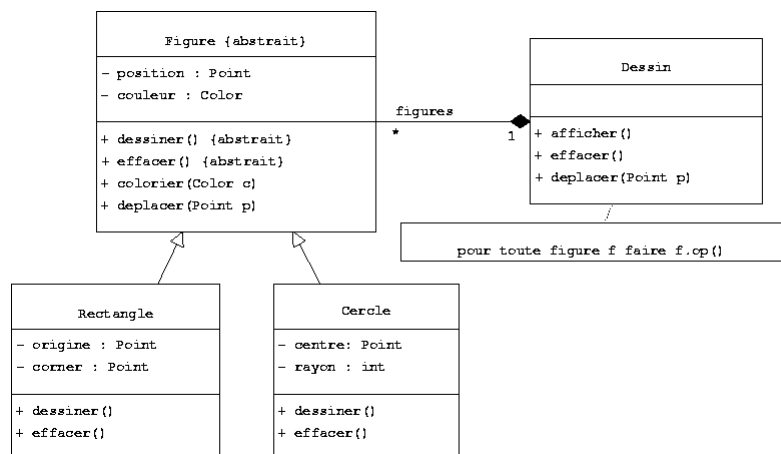 Figure {abstrait}
- position : Point
- couleur : Color
+ dessiner() {abstrait}
+ effacer() {abstrait}
+ colorier(Color c)
+ deplacer(Point p)
figures
*
1
Dessin
+ afficher()
+ effacer()
+ deplacer(Point p)
pour toute figure f faire f.op()
Rectangle
- origine : Point
- corner : Point
+ dessiner()
+ effacer()
Cercle
- centre: Point
- rayon : int
+ dessiner()
+ effacer()